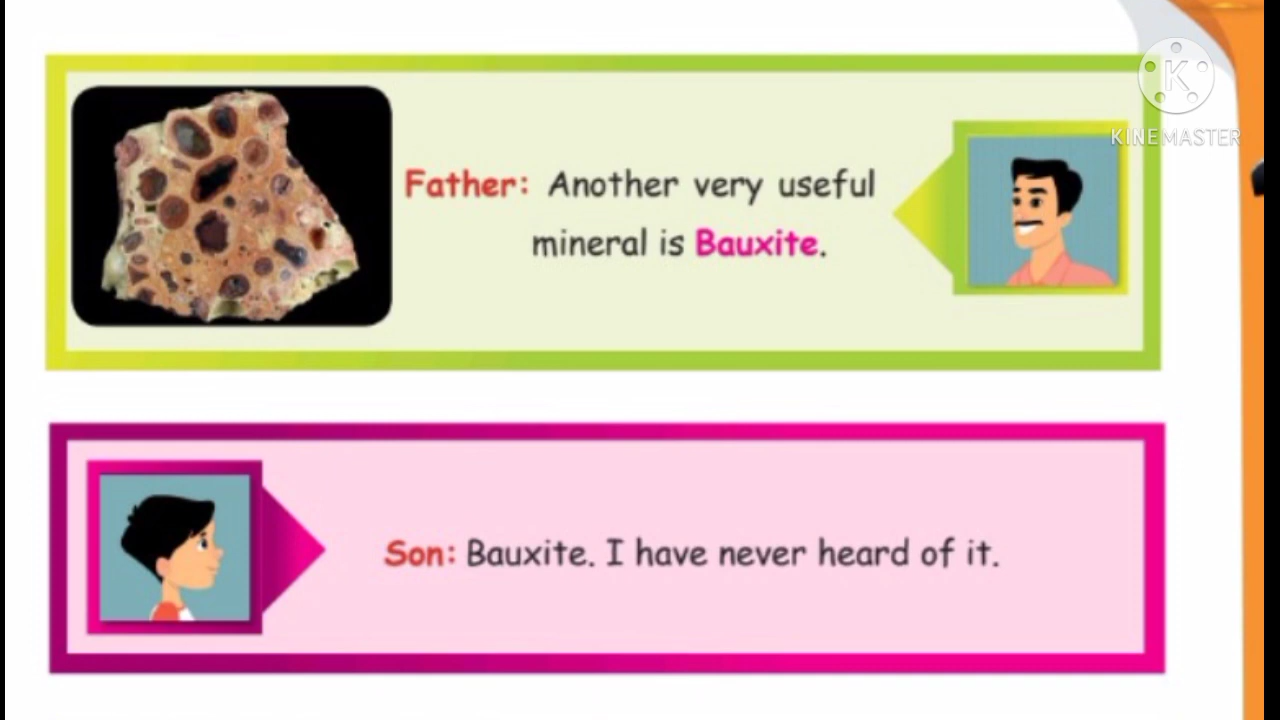 K
KINEMASTER
Father: Another very useful
mineral is Bauxite.
Son: Bauxite. I have never heard of it.